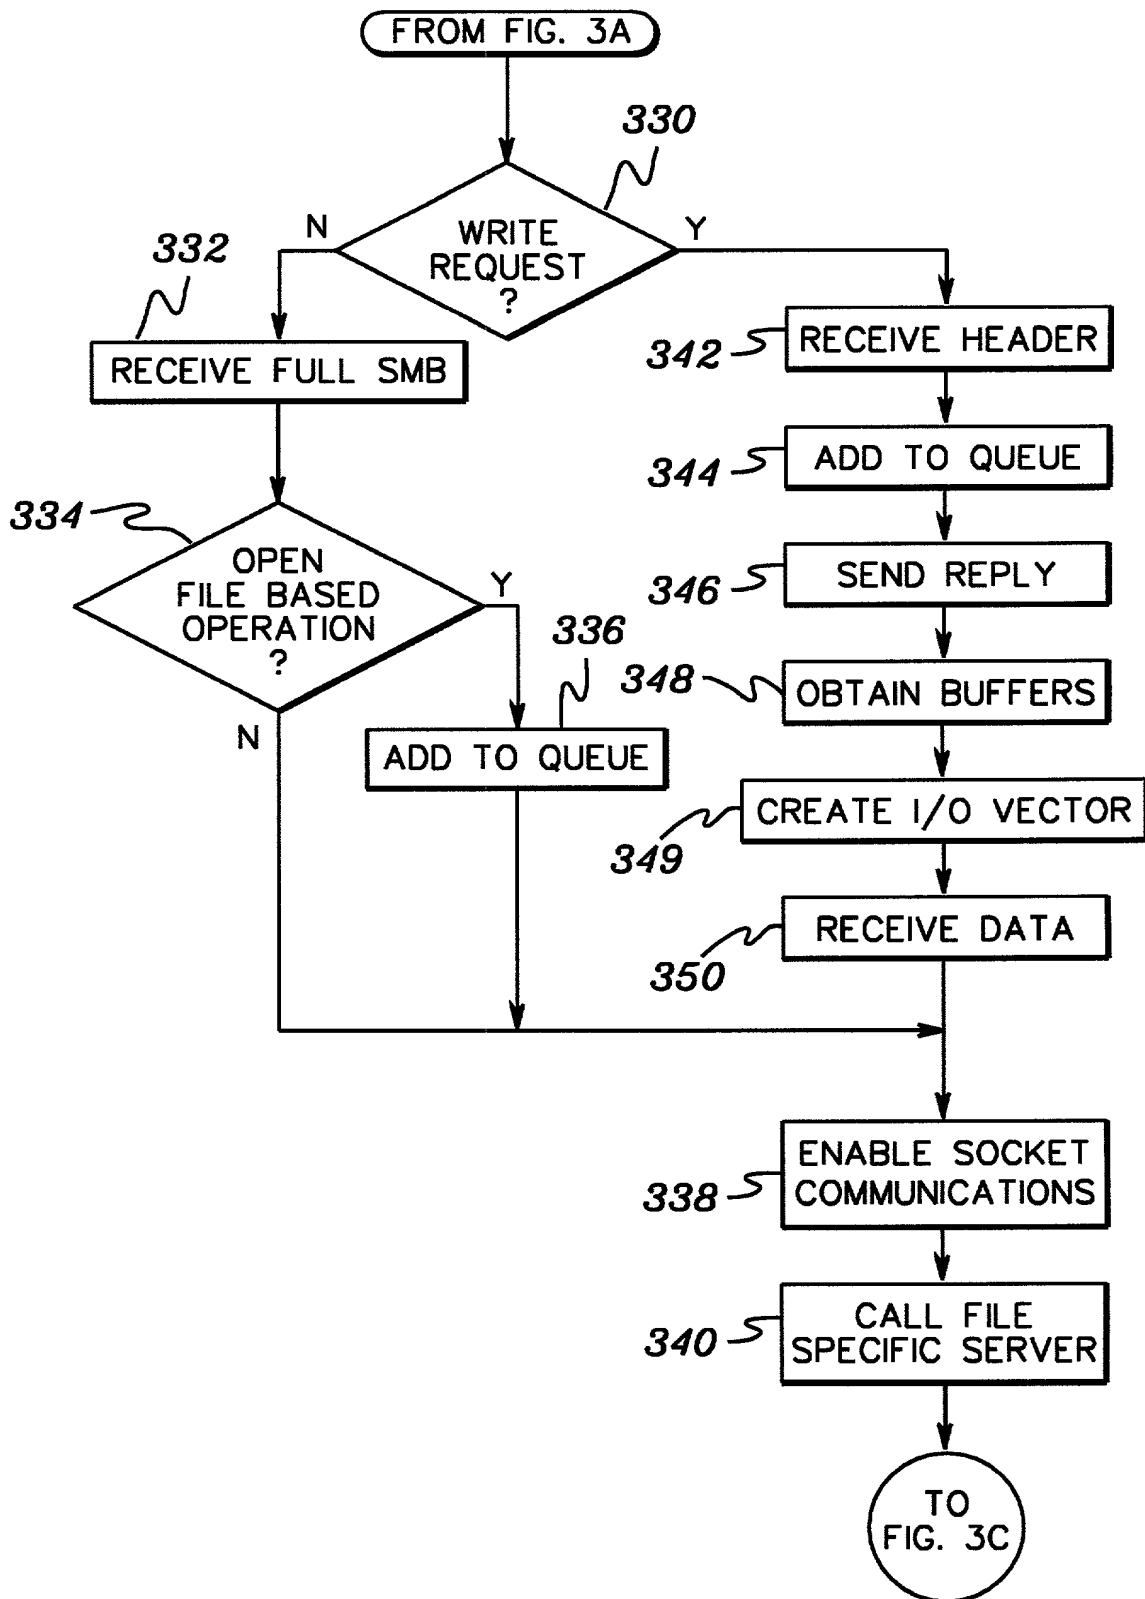 FROM FIG. 3A
330
WRITE
REQUEST
?
N
Y
332
RECEIVE FULL SMB
342
RECEIVE HEADER
344
ADD TO QUEUE
334
OPEN
FILE BASED
OPERATION
?
Y
N
336
ADD TO QUEUE
346
SEND REPLY
348
OBTAIN BUFFERS
349
CREATE I/O VECTOR
350
RECEIVE DATA
338
ENABLE SOCKET
COMMUNICATIONS
340
CALL FILE
SPECIFIC SERVER
TO
FIG. 3C